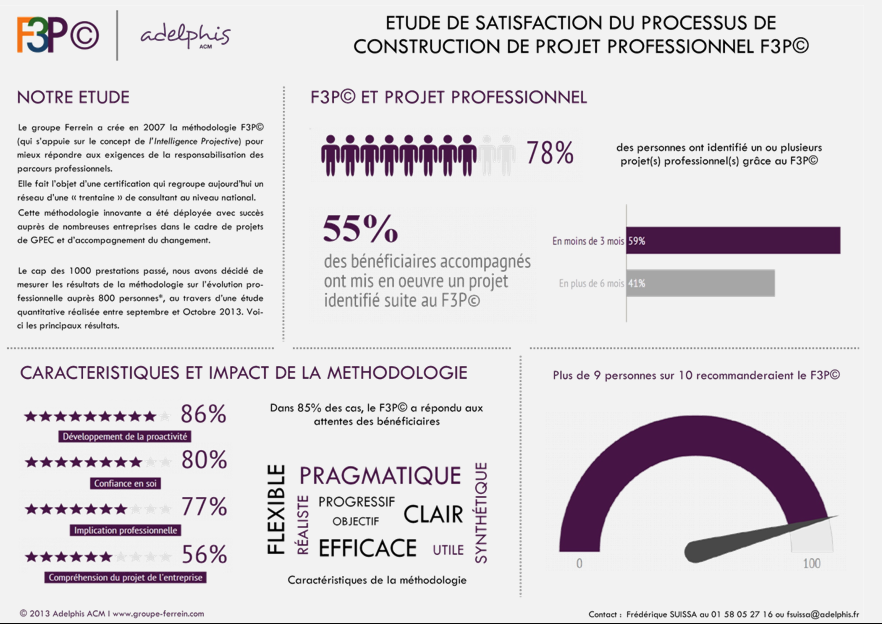 F3P©
adelphis
ACM
ETUDE DE SATISFACTION DU PROCESSUS DE
CONSTRUCTION DE PROJET PROFESSIONNEL F3P©
NOTRE ETUDE
Le groupe Ferrein a crée en 2007 la méthodologie F3P©
(qui s'appuie sur le concept de l'Intelligence Projective) pour
mieux répondre aux exigences de la responsabilisation des
parcours professionnels.
Elle fait l'objet d'une certification qui regroupe aujourd'hui un
réseau d'une « trentaine » de consultant au niveau national.
Cette méthodologie innovante a été déployée avec succès
auprès de nombreuses entreprises dans le cadre de projets
de GPEC et d'accompagnement du changement.
Le cap des 1000 prestations passé, nous avons décidé de
mesurer les résultats de la méthodologie sur l'évolution pro-
fessionnelle auprès 800 personnes*, au travers d'une étude
quantitative réalisée entre septembre et Octobre 2013. Voi-
ci les principaux résultats.
F3P© ET PROJET PROFESSIONNEL
78%
des personnes ont identifié un ou plusieurs
projet(s) professionnel(s) grâce au F3P©
55%
des bénéficiaires accompagnés
ont mis en oeuvre un projet
identifié suite au F3P©
En moins de 3 mois 59%
En plus de 6 mois 41%
CARACTERISTIQUES ET IMPACT DE LA METHODOLOGIE
86%
Développement de la proactivité
80%
Confiance en soi
77%
Implication professionnelle
56%
Compréhension du projet de l'entreprise
Dans 85% des cas, le F3P© a répondu aux
attentes des bénéficiaires
FLEXIBLE
PRAGMATIQUE
RÉALISTE
PROGRESSIF
OBJECTIF
CLAIR
EFFICACE
UTILE
SYNTHÉTIQUE
Caractéristiques de la méthodologie
Plus de 9 personnes sur 10 recommanderaient le F3P©
0
100
© 2013 Adelphis ACM I www.groupe-ferrein.com
Contact : Frédérique SUISSA au 01 58 05 27 16 ou fsuissa@adelphis.fr